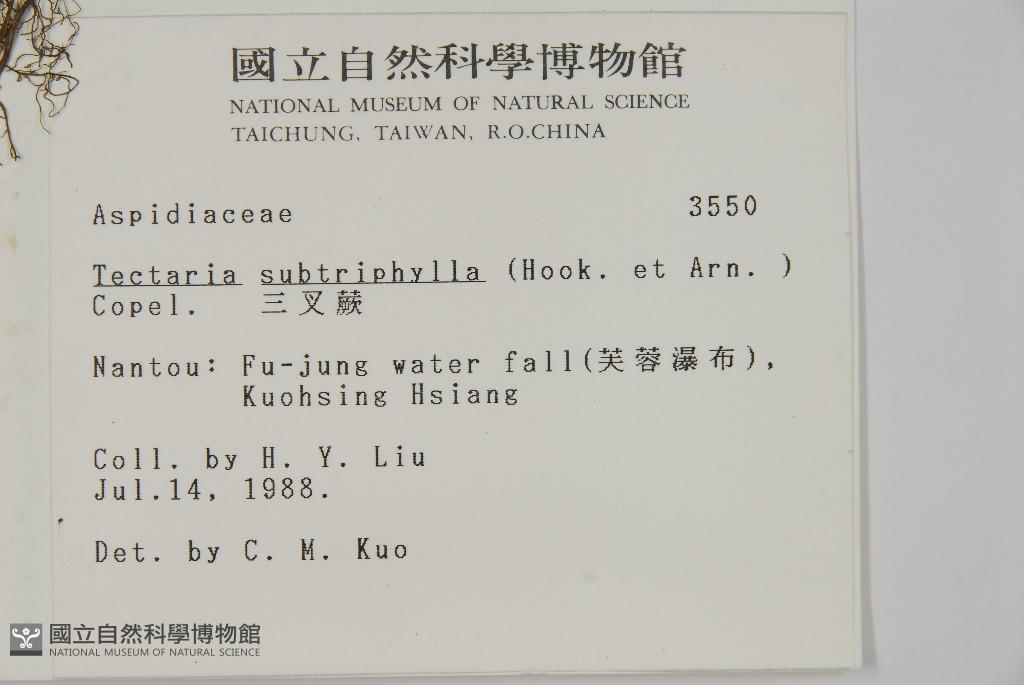 國立自然科學博物館
NATIONAL MUSEUM OF NATURAL SCIENCE
TAICHUNG, TAIWAN, R.O.CHINA
Aspidiaceae 3550
Tectaria subtriphylla (Hook. et Arn. )
Copel. 三叉蕨
Nantou: Fu-jung water fall(芙蓉瀑布),
Kuohsing Hsiang
Coll. by H. Y. Liu
Jul.14, 1988.
Det. by C. M. Kuo
國立自然科學博物館
NATIONAL MUSEUM OF NATURAL SCIENCE